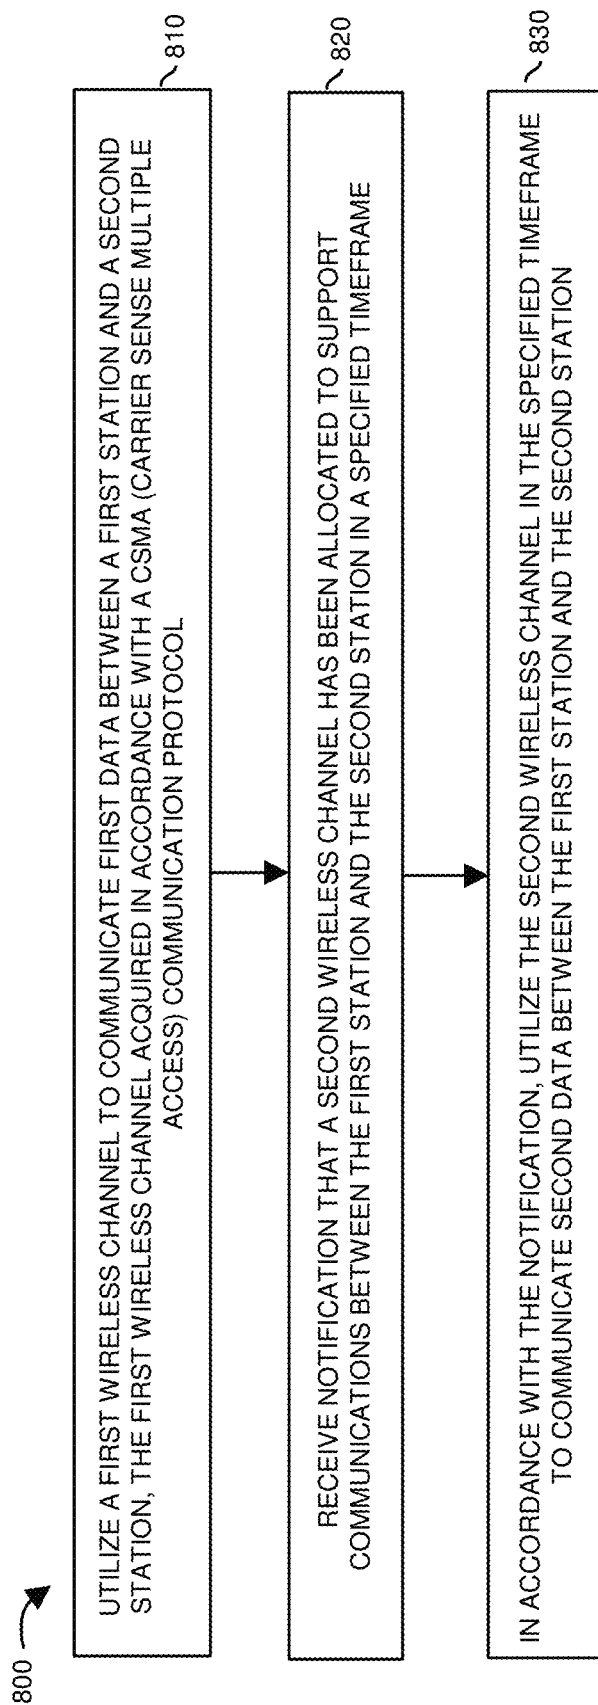 800
810
UTILIZE A FIRST WIRELESS CHANNEL TO COMMUNICATE FIRST DATA BETWEEN A FIRST STATION AND A SECOND
STATION, THE FIRST WIRELESS CHANNEL ACQUIRED IN ACCORDANCE WITH A CSMA (CARRIER SENSE MULTIPLE
ACCESS) COMMUNICATION PROTOCOL
820
RECEIVE NOTIFICATION THAT A SECOND WIRELESS CHANNEL HAS BEEN ALLOCATED TO SUPPORT
COMMUNICATIONS BETWEEN THE FIRST STATION AND THE SECOND STATION IN A SPECIFIED TIMEFRAME
830
IN ACCORDANCE WITH THE NOTIFICATION, UTILIZE THE SECOND WIRELESS CHANNEL IN THE SPECIFIED TIMEFRAME
TO COMMUNICATE SECOND DATA BETWEEN THE FIRST STATION AND THE SECOND STATION